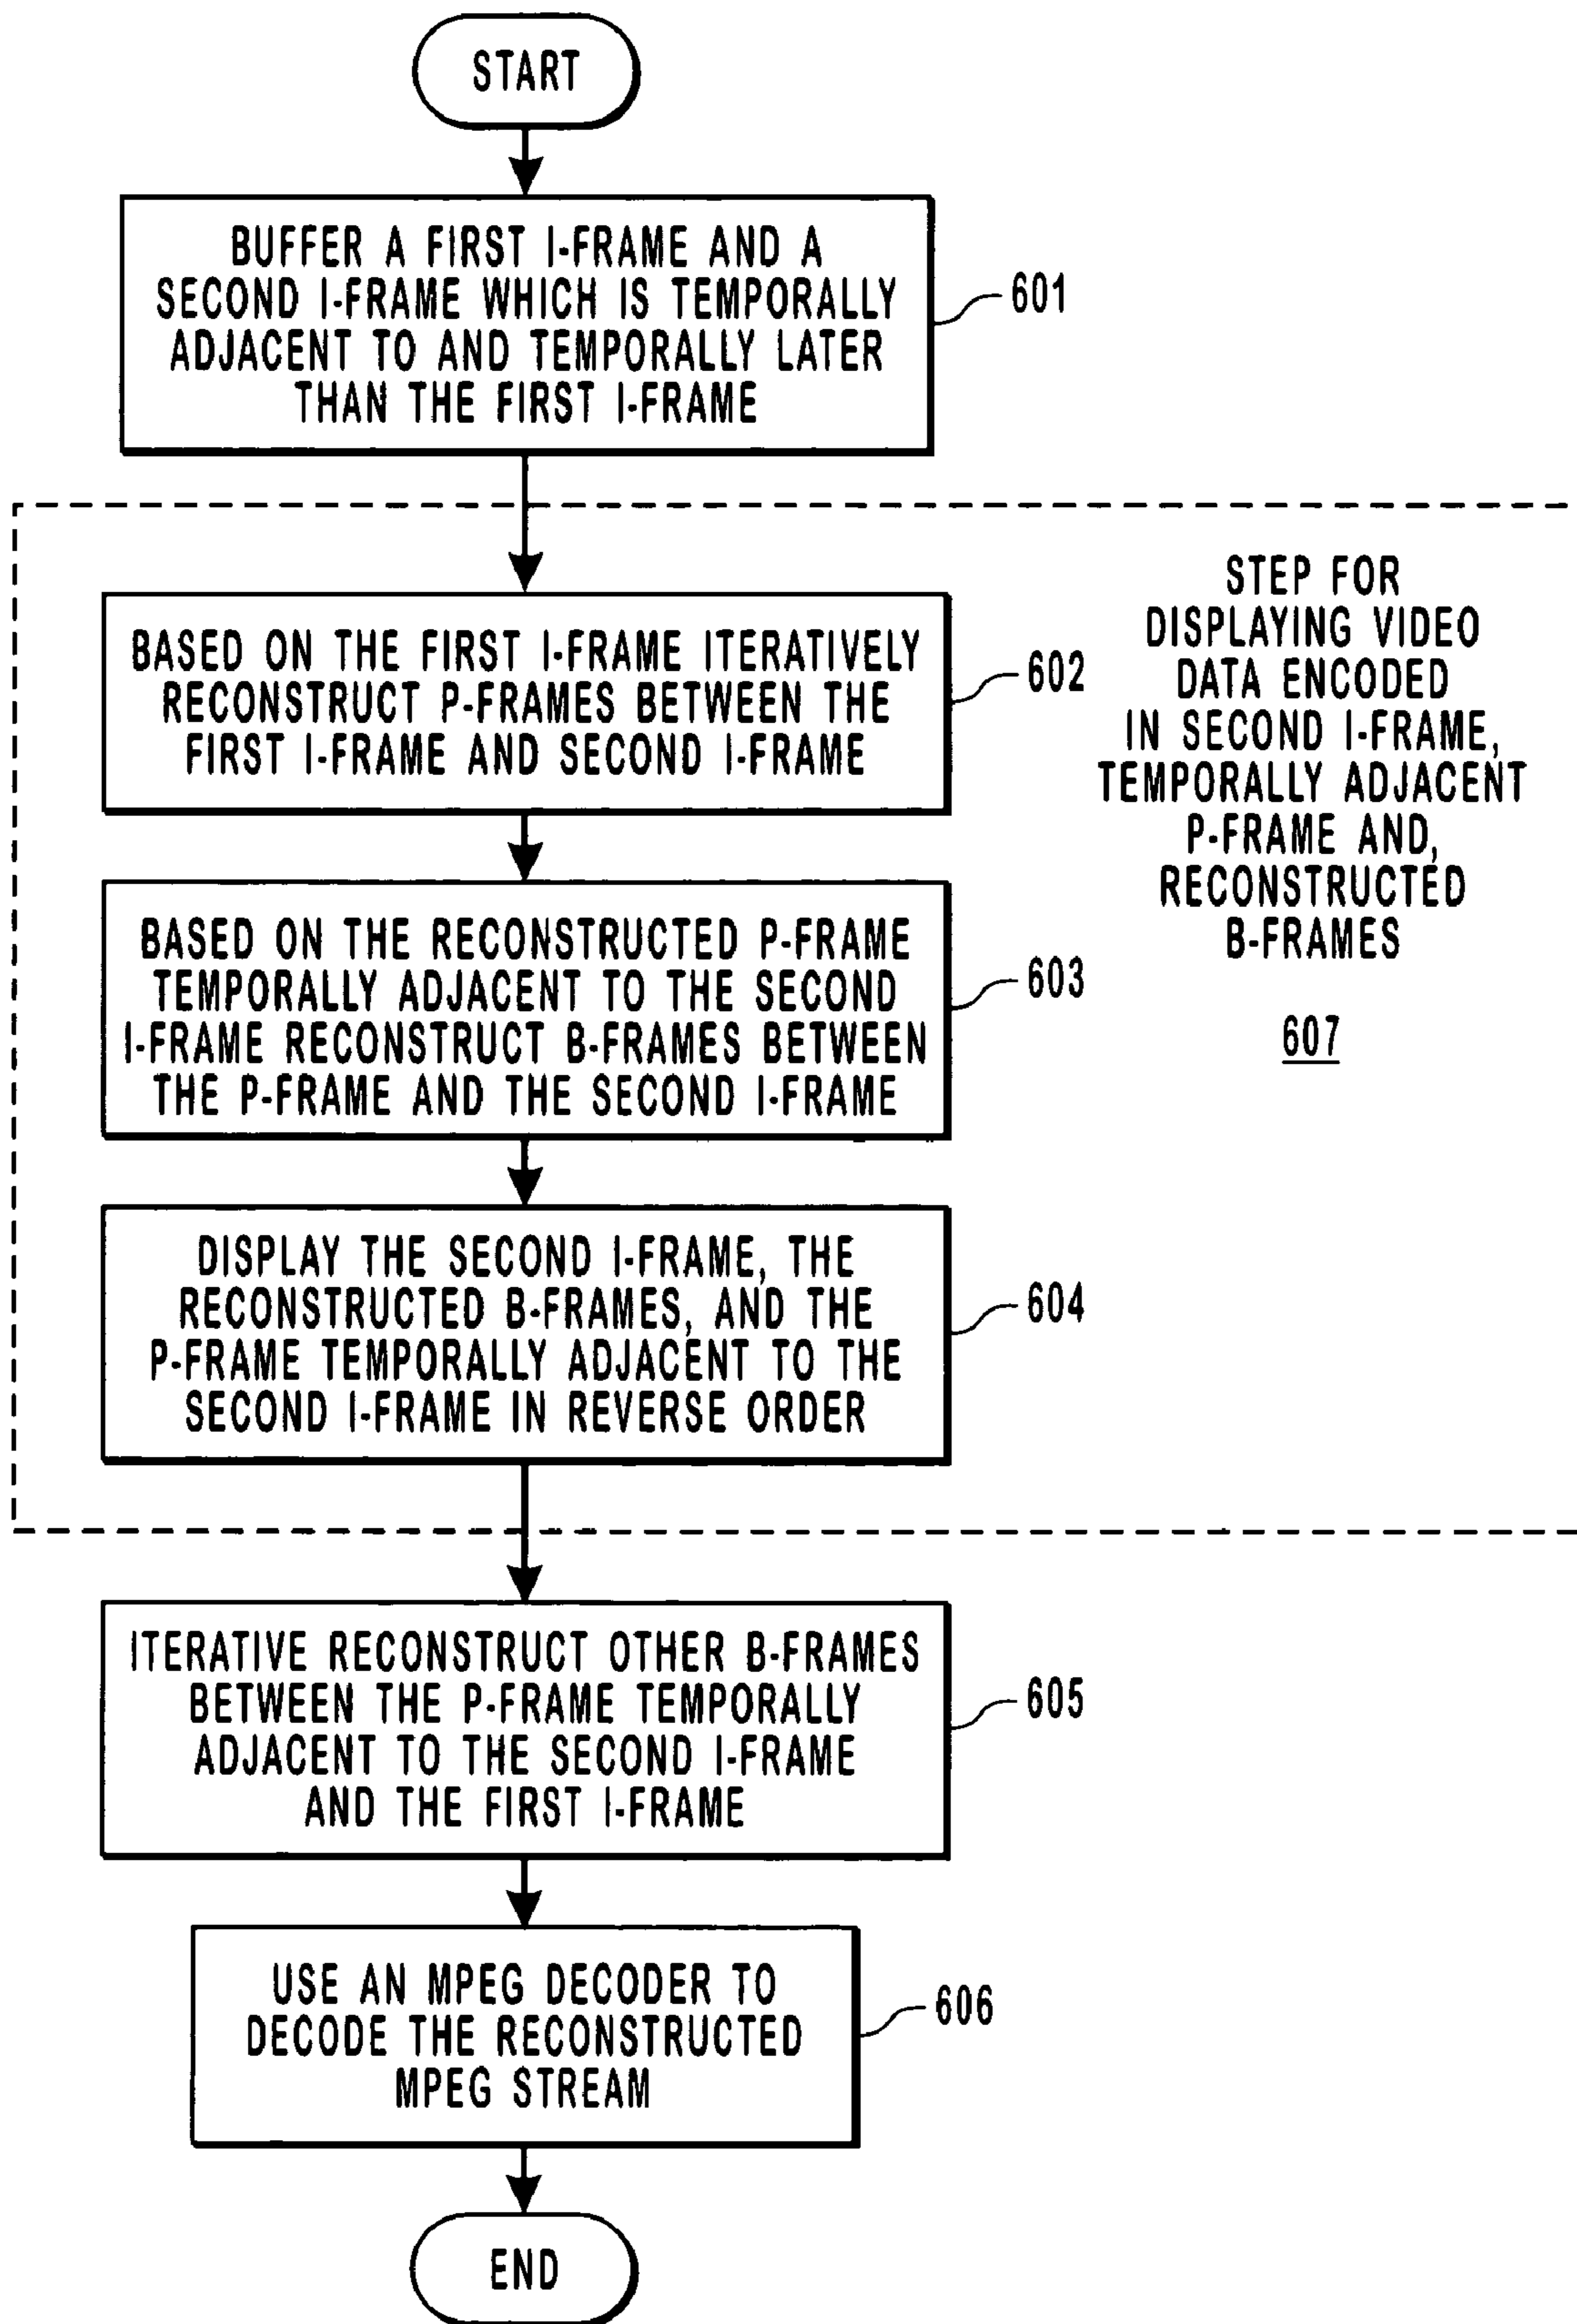 START
BUFFER A FIRST I-FRAME AND A
SECOND I-FRAME WHICH IS TEMPORALLY
ADJACENT TO AND TEMPORALLY LATER
THAN THE FIRST I-FRAME
601
BASED ON THE FIRST I-FRAME ITERATIVELY
RECONSTRUCT P-FRAMES BETWEEN THE
FIRST I-FRAME AND SECOND I-FRAME
602
STEP FOR
DISPLAYING VIDEO
DATA ENCODED
IN SECOND I-FRAME,
TEMPORALLY ADJACENT
P-FRAME AND,
RECONSTRUCTED
B-FRAMES
607
BASED ON THE RECONSTRUCTED P-FRAME
TEMPORALLY ADJACENT TO THE SECOND
I-FRAME RECONSTRUCT B-FRAMES BETWEEN
THE P-FRAME AND THE SECOND I-FRAME
603
DISPLAY THE SECOND I-FRAME, THE
RECONSTRUCTED B-FRAMES, AND THE
P-FRAME TEMPORALLY ADJACENT TO THE
SECOND I-FRAME IN REVERSE ORDER
604
ITERATIVE RECONSTRUCT OTHER B-FRAMES
BETWEEN THE P-FRAME TEMPORALLY
ADJACENT TO THE SECOND I-FRAME
AND THE FIRST I-FRAME
605
USE AN MPEG DECODER TO
DECODE THE RECONSTRUCTED
MPEG STREAM
606
END